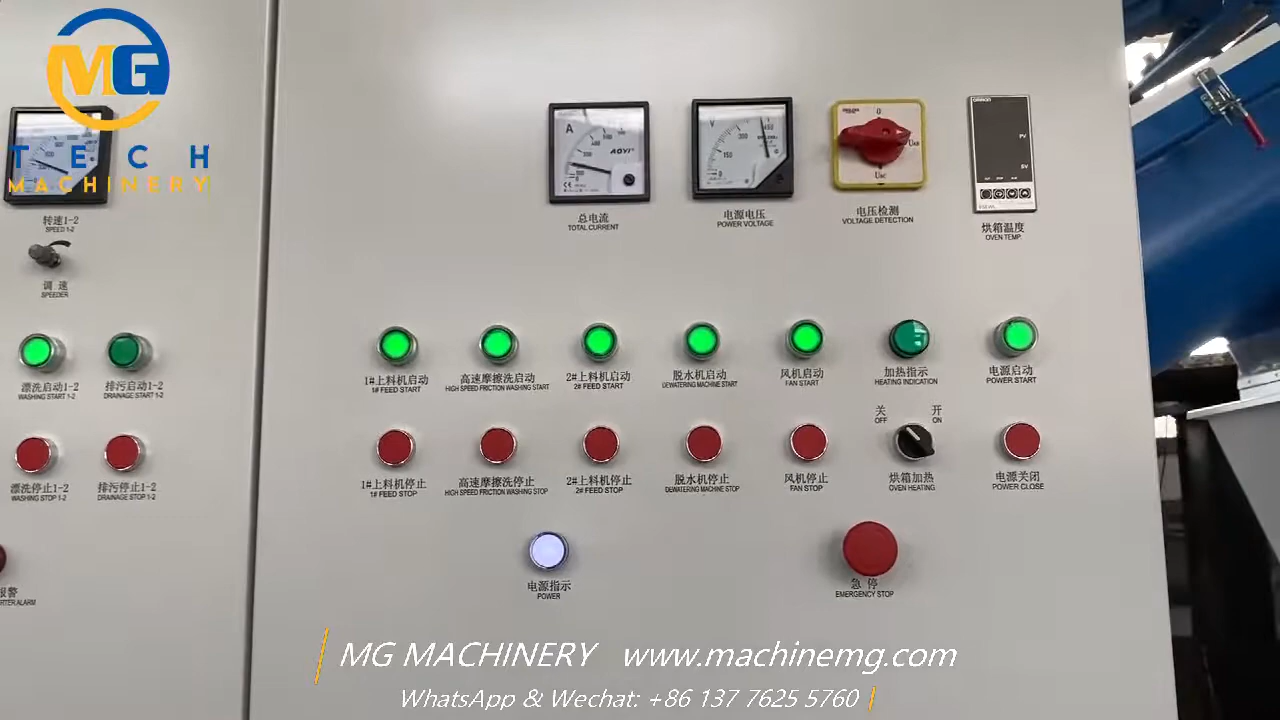 MG
TECH
MACHINERY
转速1-2
SPEED 1-2
调 速
SPEEDER
A
AOYI
总电流
TOTAL CURRENT
V
450
300
150
0
电源电压
POWER VOLTAGE
0
UAB
UBC
电压检测
VOLTAGE DETECTION
OMRON
PV
SV
烘箱温度
OVEN TEMP.
漂洗启动1-2
WASHING START 1-2
排污启动1-2
DRAINAGE START 1-2
1#上料机启动
1# FEED START
高速摩擦洗启动
HIGH SPEED FRICTION WASHING START
2#上料机启动
2# FEED START
脱水机启动
DEWATERING MACHINE START
风机启动
FAN START
加热指示
HEATING INDICATION
电源启动
POWER START
关
OFF
开
ON
漂洗停止1-2
WASHING STOP 1-2
排污停止1-2
DRAINAGE STOP 1-2
1#上料机停止
1# FEED STOP
高速摩擦洗停止
HIGH SPEED FRICTION WASHING STOP
2#上料机停止
2# FEED STOP
脱水机停止
DEWATERING MACHINE STOP
风机停止
FAN STOP
烘箱加热
OVEN HEATING
电源关闭
POWER CLOSE
报警
ALARM
电源指示
POWER
急 停
EMERGENCY STOP
MG MACHINERY www.machinemg.com
WhatsApp & Wechat: +86 137 7625 5760